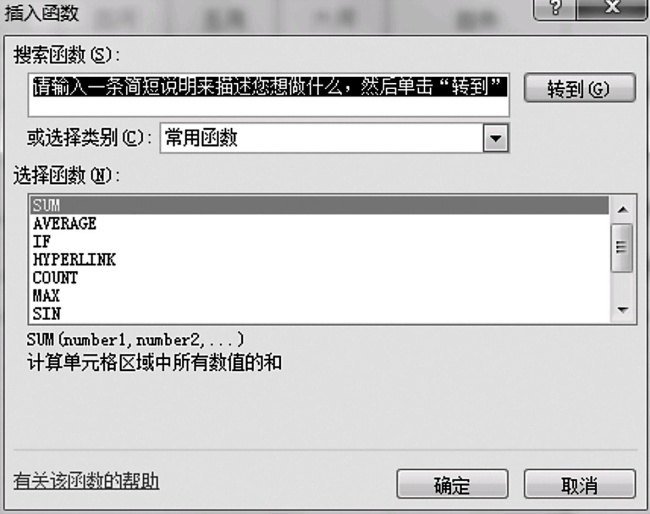 插入函数
搜索函数(S):
请输入一条简短说明来描述您想做什么，然后单击“转到”
转到(G)
或选择类别(C): 常用函数
选择函数(N):
SUM
AVERAGE
IF
HYPERLINK
COUNT
MAX
SIN
SUM(number1,number2,...)
计算单元格区域中所有数值的和
有关该函数的帮助
确定
取消